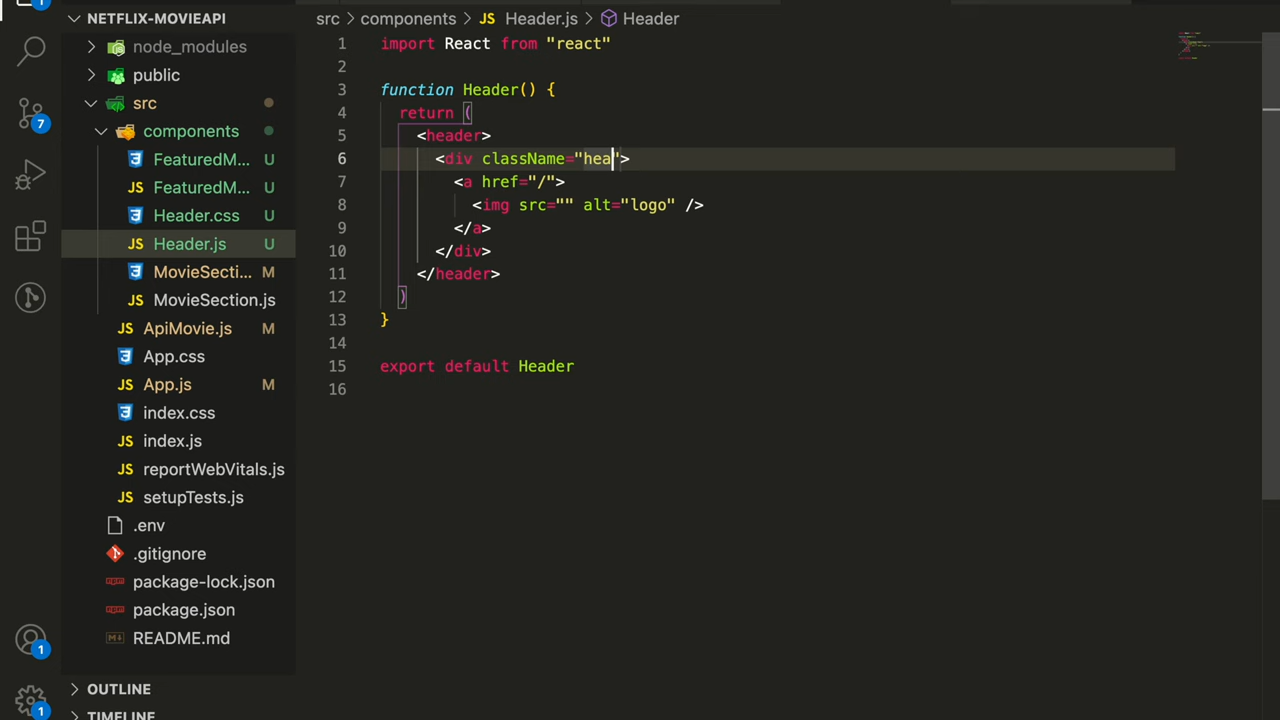 NETFLIX-MOVIEAPI
node_modules
public
src
components
FeaturedM...
FeaturedM...
Header.css
Header.js
MovieSecti...
MovieSection.js
ApiMovie.js
App.css
App.js
index.css
index.js
reportWebVitals.js
setupTests.js
.env
.gitignore
package-lock.json
package.json
README.md
OUTLINE
TIMELINE
U
U
U
U
M
M
M
7
1
1
src > components > JS Header.js > Header
1 import React from "react"
2
3 function Header() {
4 return (
5 <header>
6 <div className="hea">
7 <a href="/">
8 <img src="" alt="logo" />
9 </a>
10 </div>
11 </header>
12 )
13 }
14
15 export default Header
16